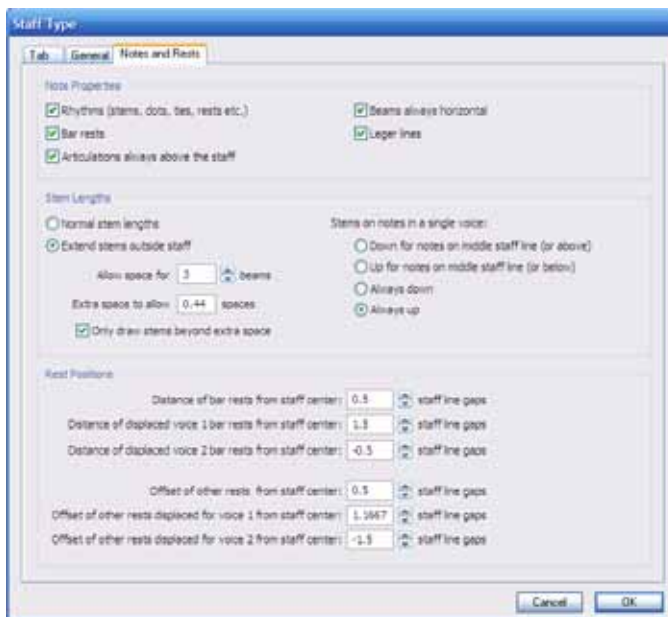 Staff Type
Tab General Notes and Rests
Note Properties
Rhythms (stems, dots, ties, rests etc.) Beams always horizontal
Bar rests Leger lines
Articulations always above the staff
Stem Lengths
Normal stem lengths Stems on notes in a single voice:
Extend stems outside staff Down for notes on middle staff line (or above)
Allow space for 3 beams Up for notes on middle staff line (or below)
Extra space to allow 0.44 spaces Always down
Only draw stems beyond extra space Always up
Rest Positions
Distance of bar rests from staff center: 0.5 staff line gaps
Distance of displaced voice 1 bar rests from staff center: 1.5 staff line gaps
Distance of displaced voice 2 bar rests from staff center: -0.5 staff line gaps
Offset of other rests from staff center: 0.5 staff line gaps
Offset of other rests displaced for voice 1 from staff center: 1.1667 staff line gaps
Offset of other rests displaced for voice 2 from staff center: -1.5 staff line gaps
Cancel OK